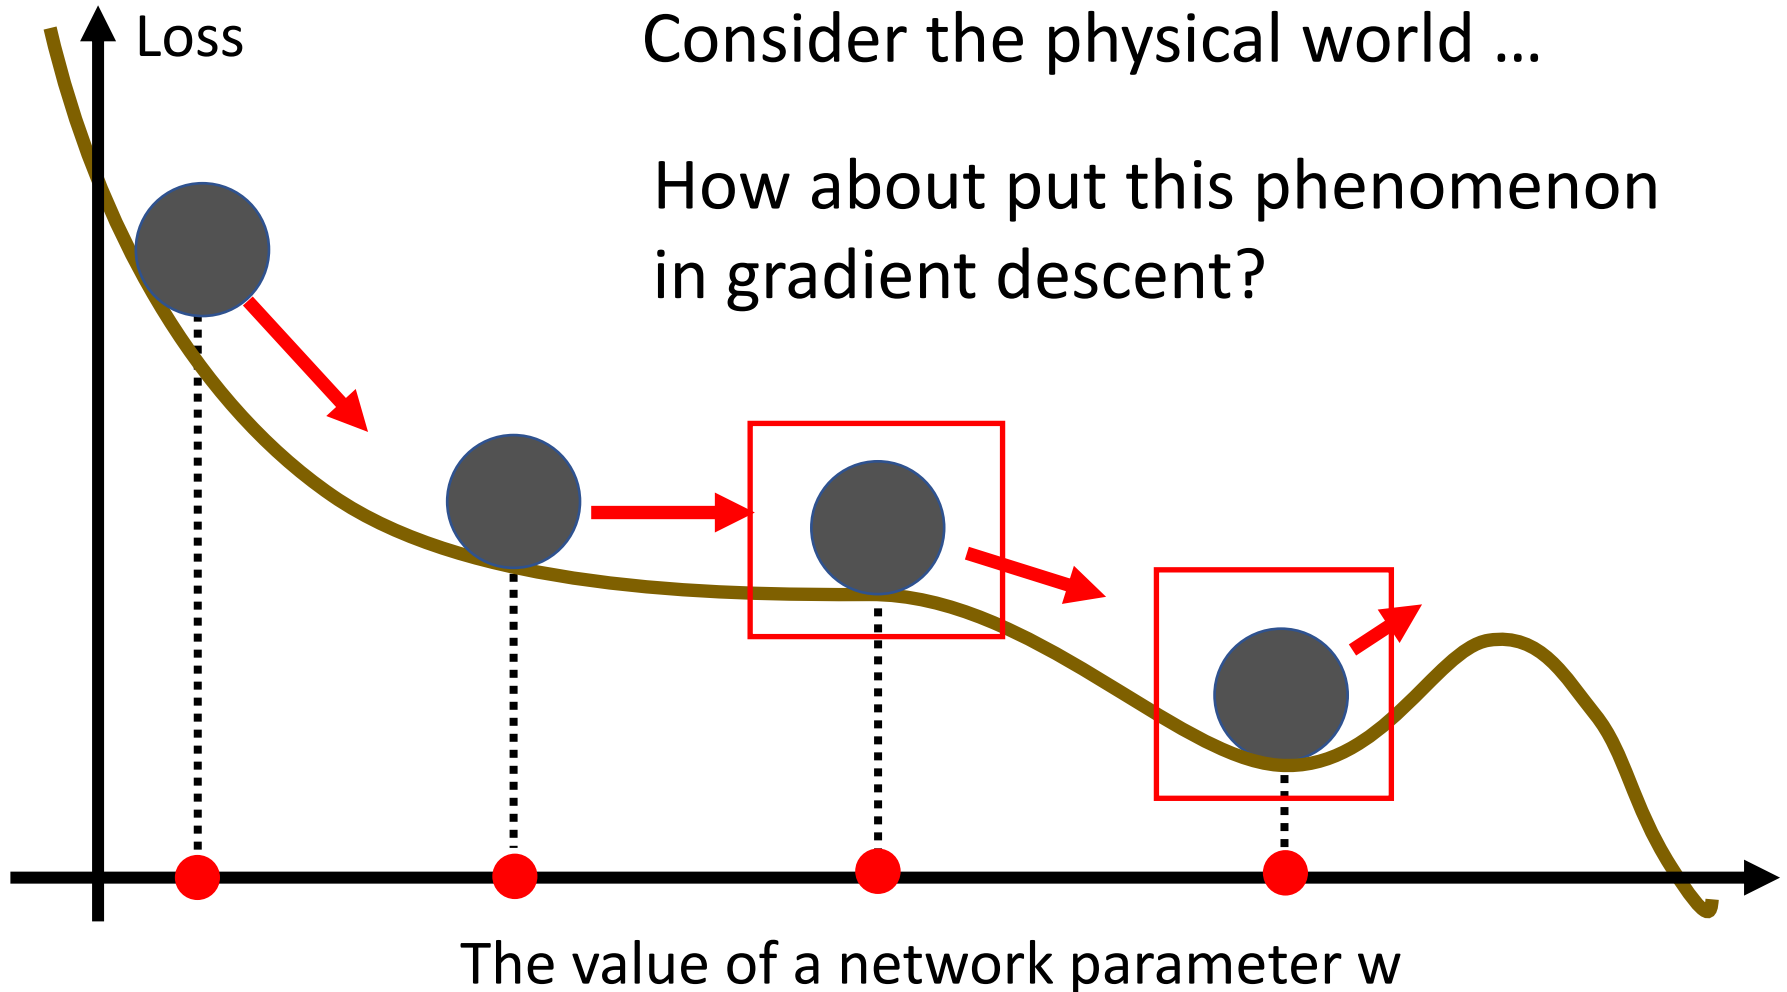 Loss
Consider the physical world ...
How about put this phenomenon
in gradient descent?
The value of a network parameter w